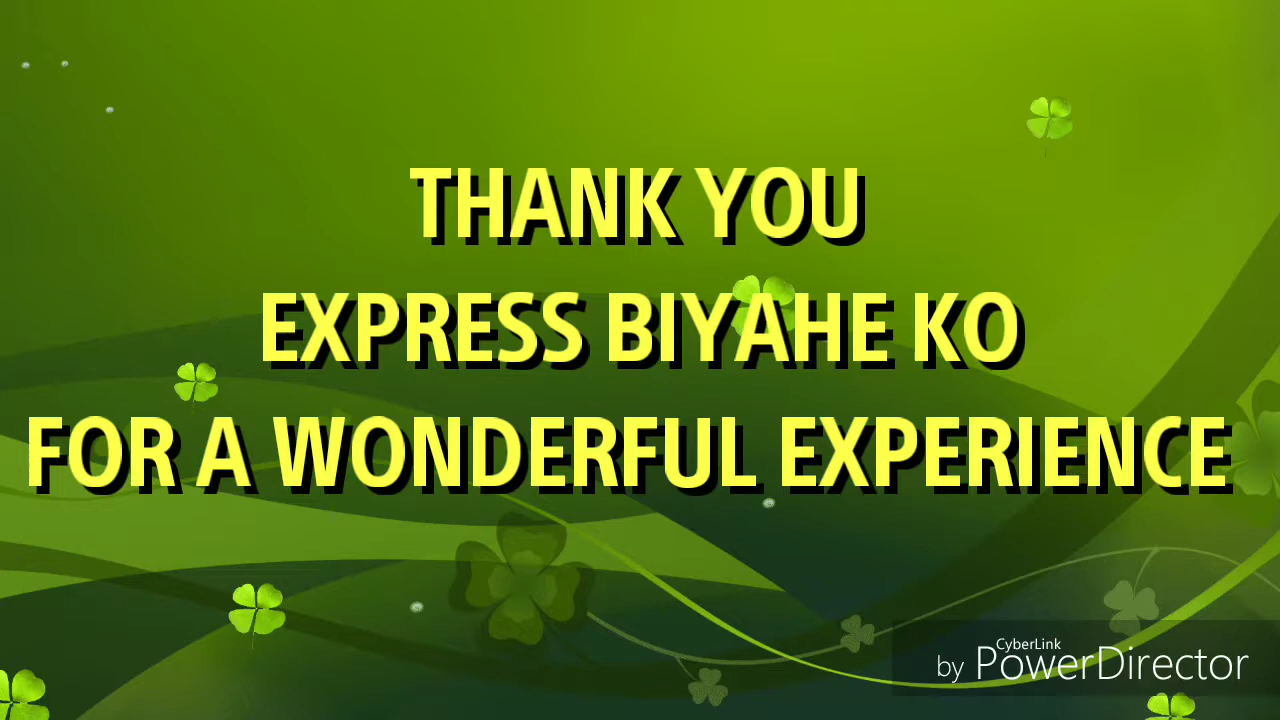 THANK YOU
EXPRESS BIYAHE KO
FOR A WONDERFUL EXPERIENCE
CyberLink
by PowerDirector